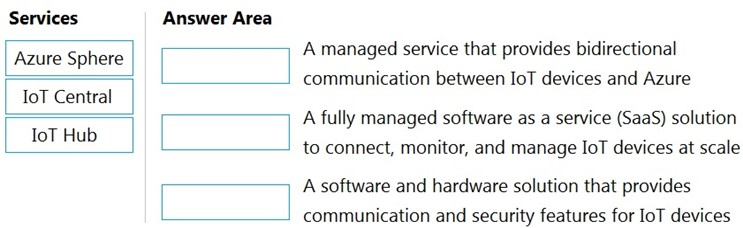 Services
Answer Area
Azure Sphere
IoT Central
IoT Hub
A managed service that provides bidirectional
communication between IoT devices and Azure
A fully managed software as a service (SaaS) solution
to connect, monitor, and manage IoT devices at scale
A software and hardware solution that provides
communication and security features for IoT devices